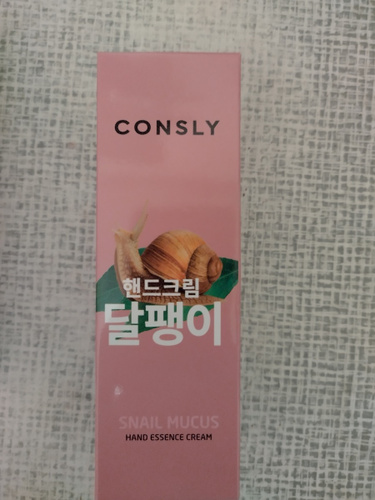 CONSLY
핸드크림
달팽이
SNAIL MUCUS
HAND ESSENCE CREAM